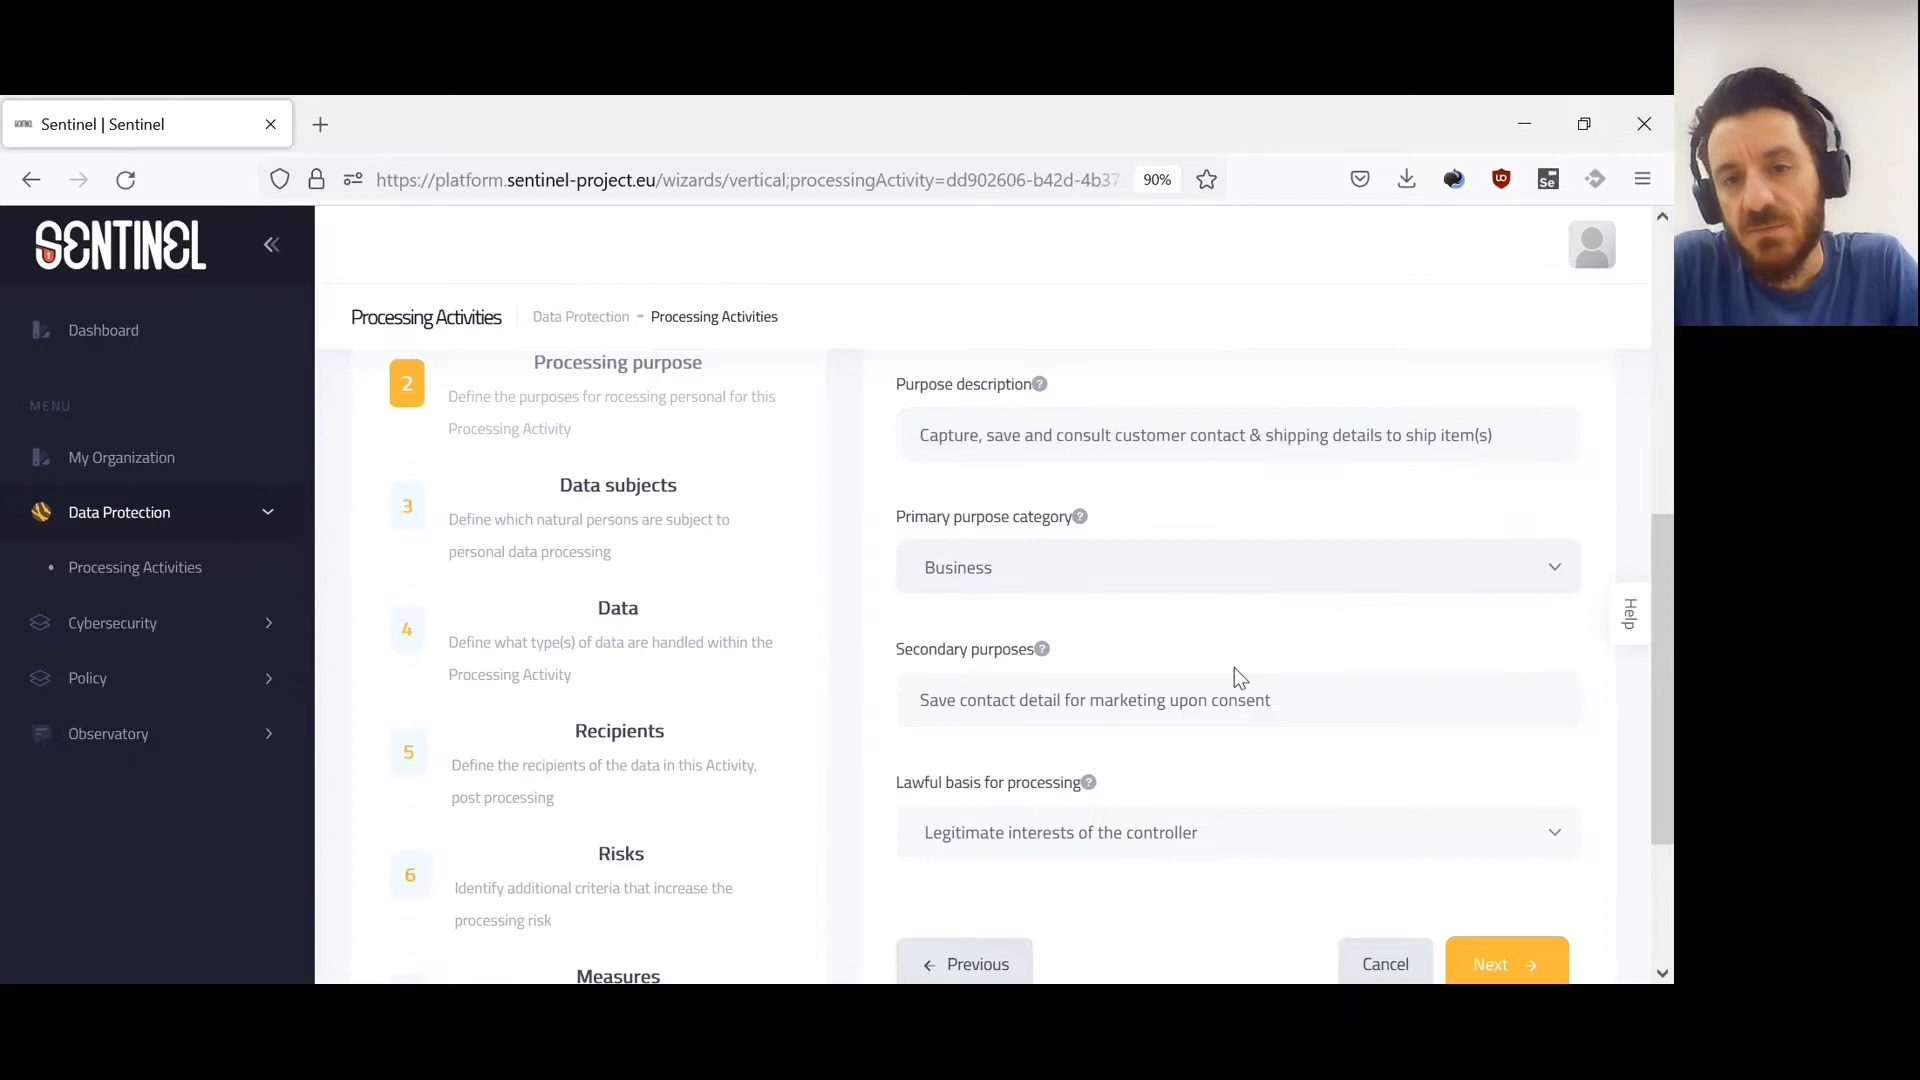 Sentinel | Sentinel
https://platform.sentinel-project.eu/wizards/vertical;processingActivity=dd902606-b42d-4b37
90%
Se
SENTINEL
Dashboard
MENU
My Organization
Data Protection
Processing Activities
Cybersecurity
Policy
Observatory
Processing Activities
Data Protection - Processing Activities
2
Processing purpose
Define the purposes for rocessing personal for this
Processing Activity
3
Data subjects
Define which natural persons are subject to
personal data processing
4
Data
Define what type(s) of data are handled within the
Processing Activity
5
Recipients
Define the recipients of the data in this Activity,
post processing
6
Risks
Identify additional criteria that increase the
processing risk
Measures
Purpose description
Capture, save and consult customer contact & shipping details to ship item(s)
Primary purpose category
Business
Secondary purposes
Save contact detail for marketing upon consent
Lawful basis for processing
Legitimate interests of the controller
Previous
Cancel
Next
Help